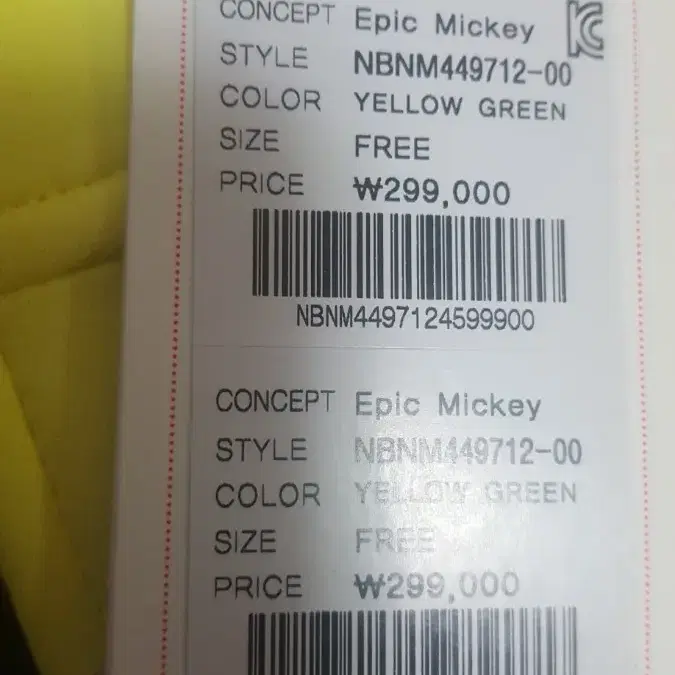 CONCEPT Epic Mickey
STYLE NBNM449712-00
COLOR YELLOW GREEN
SIZE FREE
PRICE ₩299,000
NBNM4497124599900
CONCEPT Epic Mickey
STYLE NBNM449712-00
COLOR YELLOW GREEN
SIZE FREE
PRICE ₩299,000